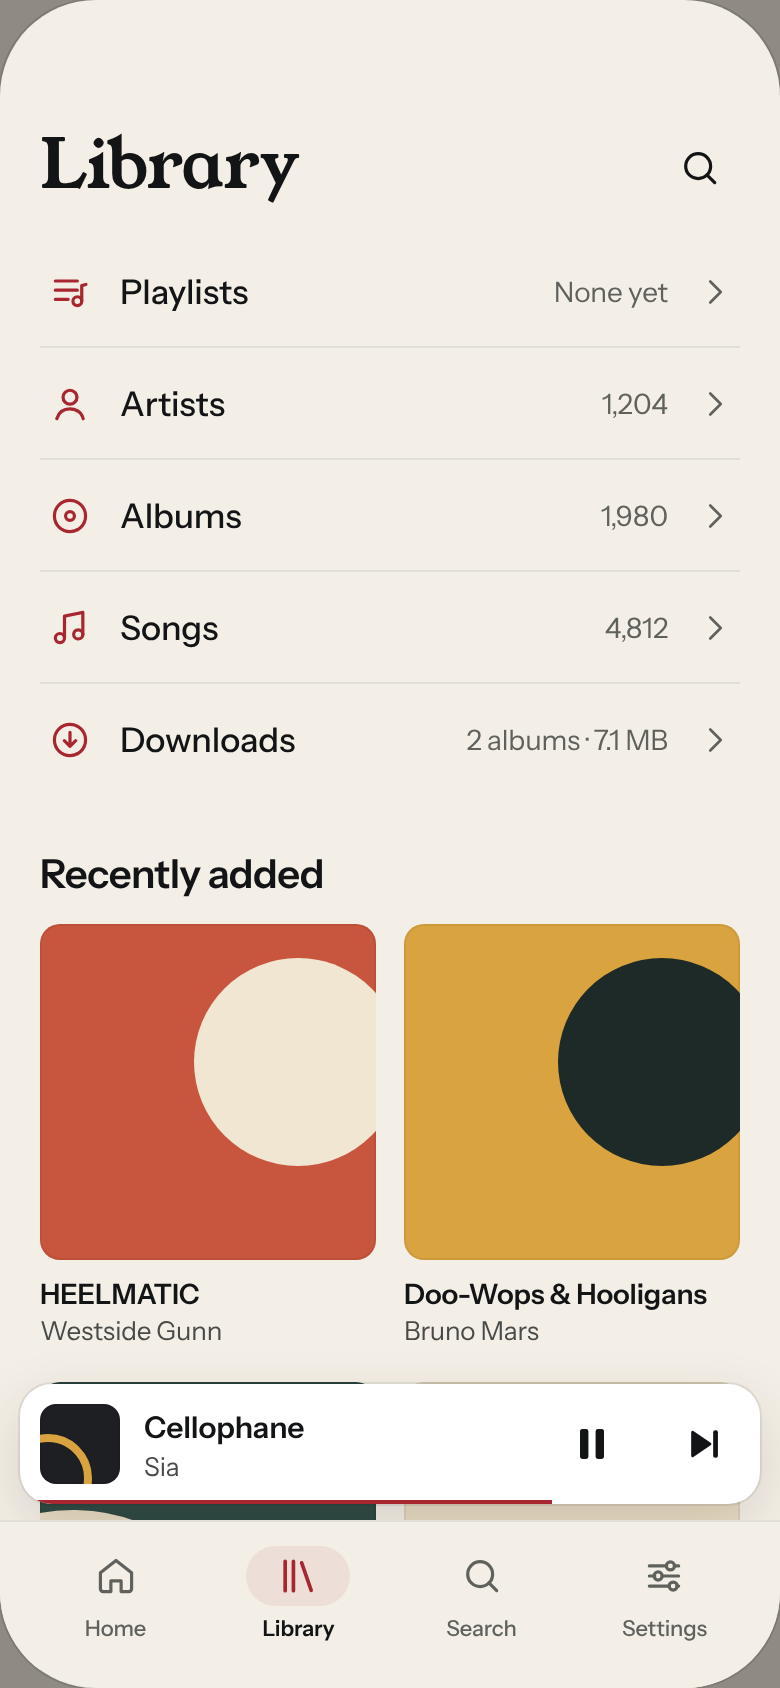 Library
Playlists None yet
Artists 1,204
Albums 1,980
Songs 4,812
Downloads 2 albums · 7.1 MB
Recently added
HEELMATIC
Westside Gunn
Doo-Wops & Hooligans
Bruno Mars
Cellophane
Sia
Home Library Search Settings